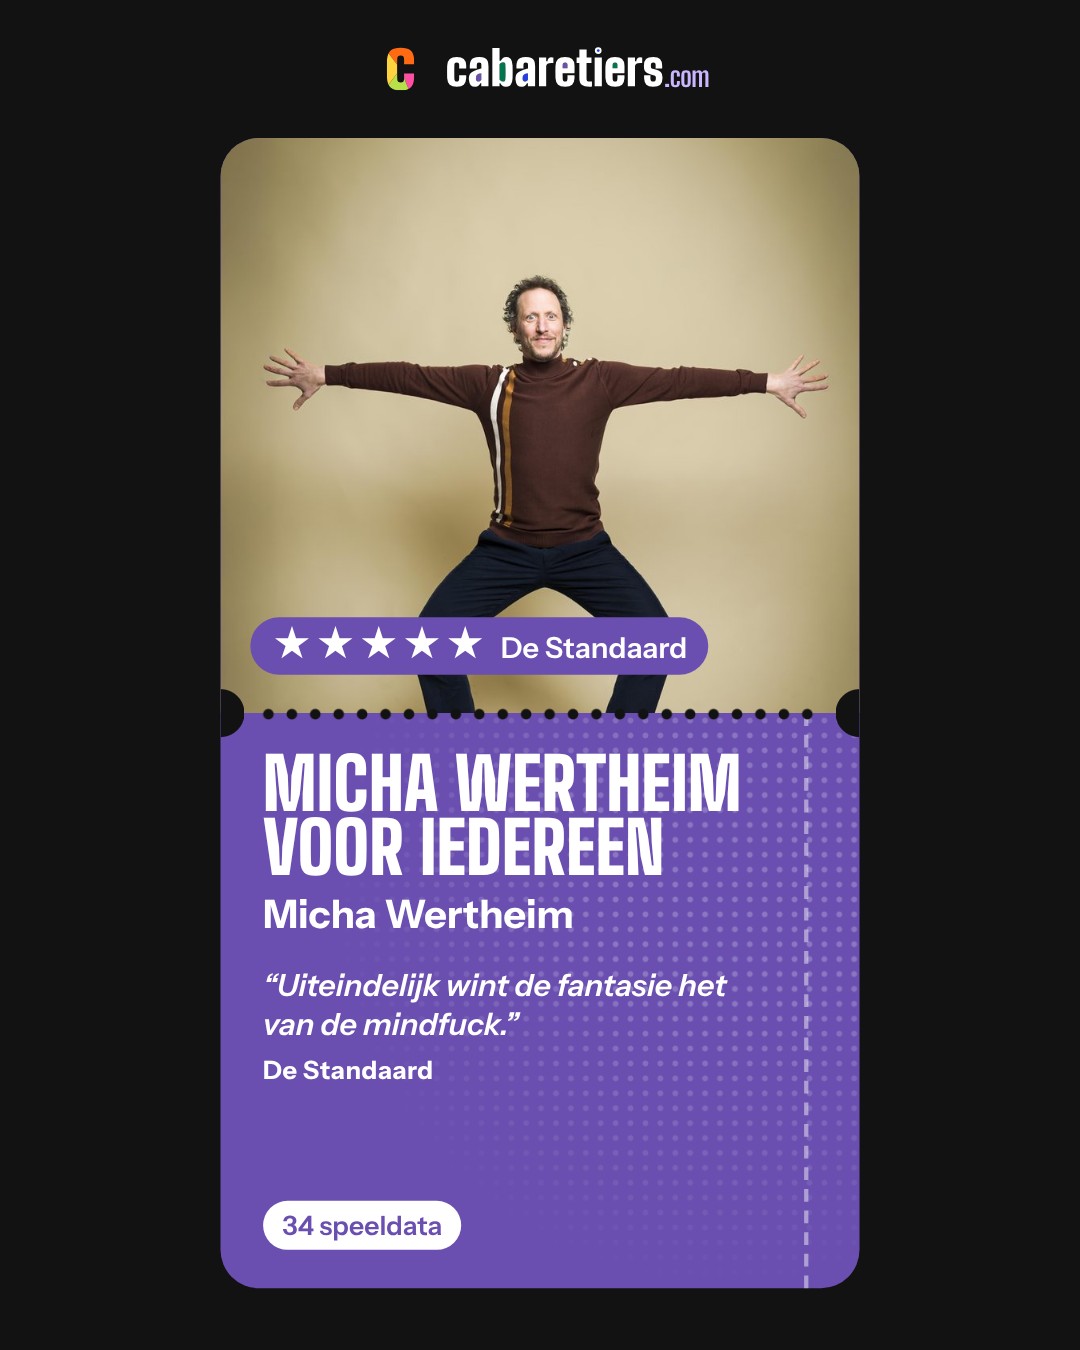 cabaretiers.com
★★★★★ De Standaard
MICHA WERTHEIM
VOOR IEDEREEN
Micha Wertheim
“Uiteindelijk wint de fantasie het
van de mindfuck.”
De Standaard
34 speeldata